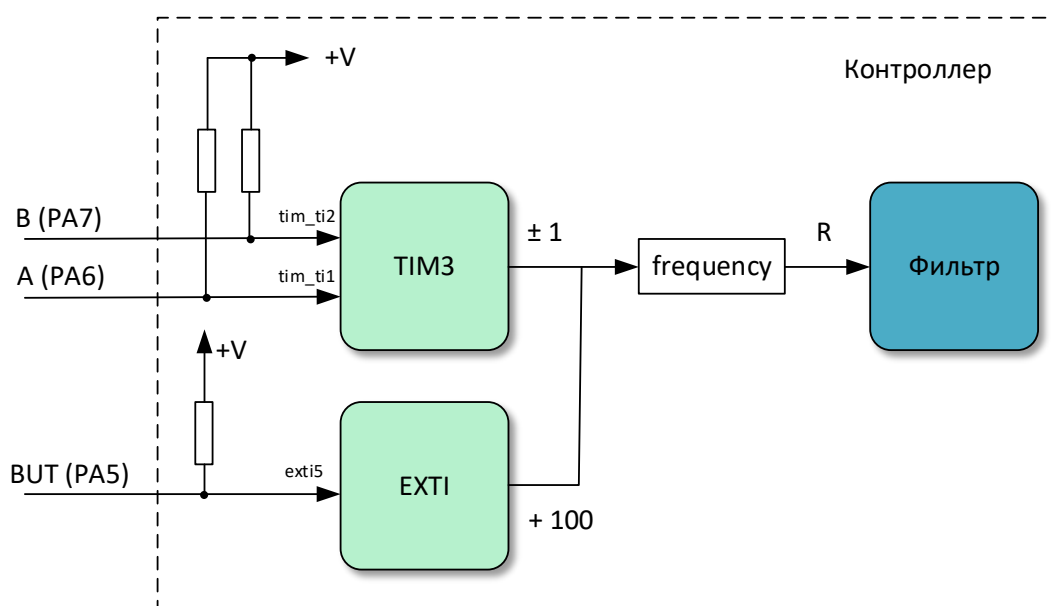 +V
Контроллер
B (PA7)
tim_ti2
± 1
R
A (PA6)
tim_ti1
TIM3
frequency
Фильтр
+V
BUT (PA5)
exti5
EXTI
+ 100